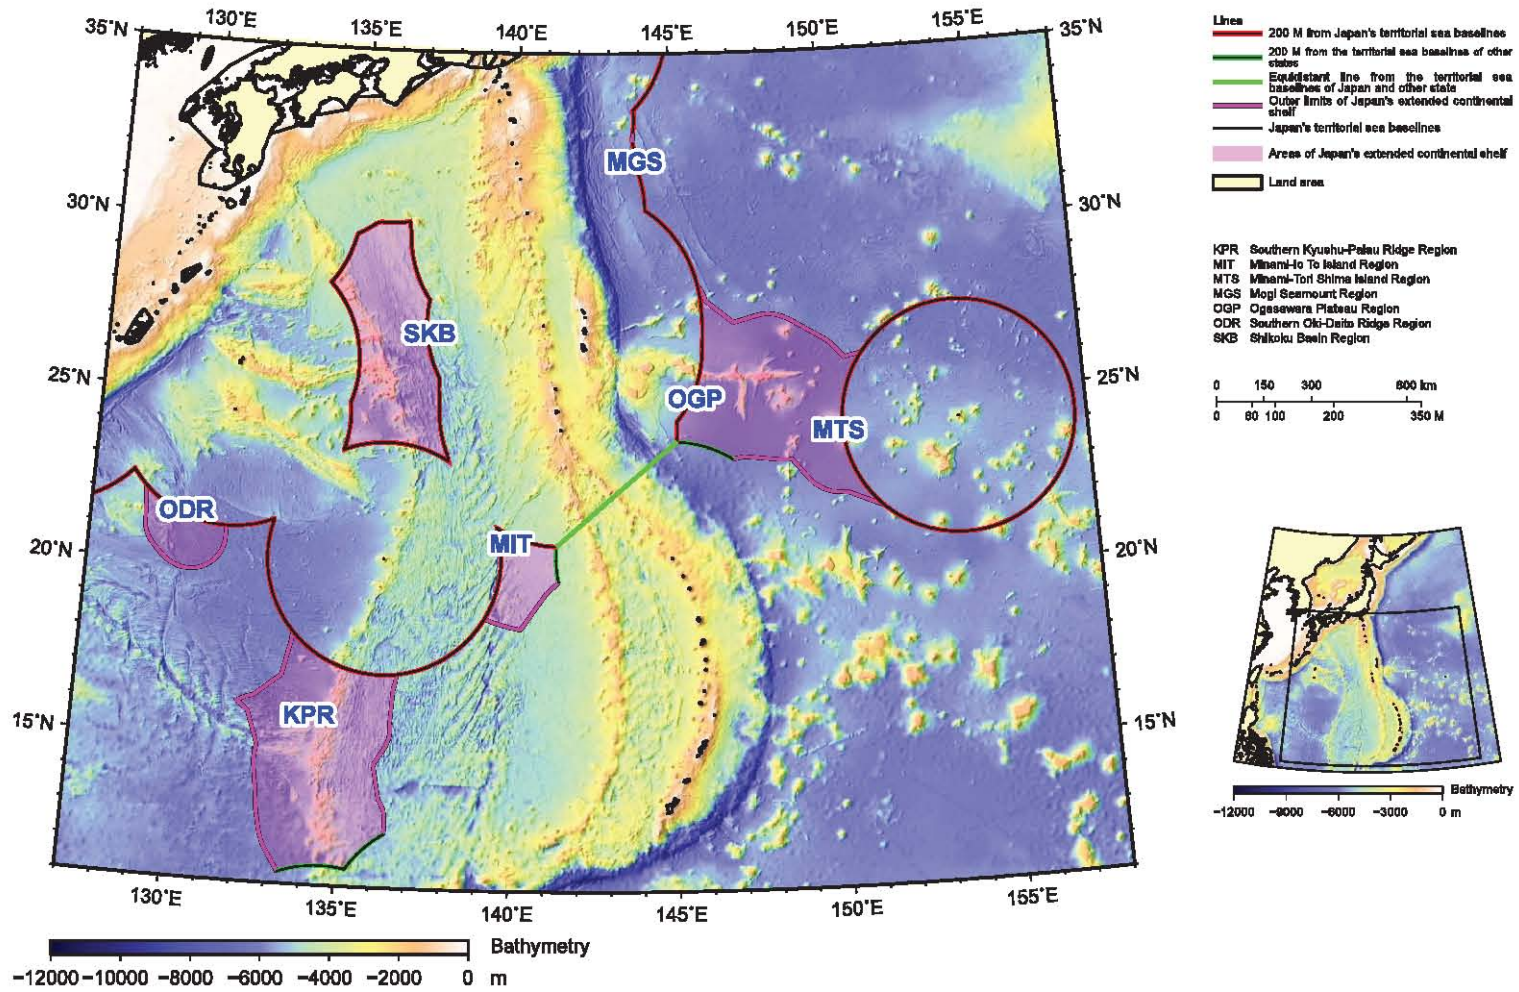 130°E
135°E
140°E
145°E
150°E
155°E
35°N
35°N
MGS
30°N
30°N
SKB
25°N
25°N
OGP
MTS
ODR
MIT
20°N
20°N
KPR
15°N
15°N
130°E
135°E
140°E
145°E
150°E
155°E
Bathymetry
−12000 −10000 −8000 −6000 −4000 −2000 0 m
Lines
200 M from Japan's territorial sea baselines
200 M from the territorial sea baselines of other
states
Equidistant line from the territorial sea
baselines of Japan and other state
Outer limits of Japan's extended continental
shelf
Japan's territorial sea baselines
Areas of Japan's extended continental shelf
Land area
KPR Southern Kyushu-Palau Ridge Region
MIT Minami-Io To Island Region
MTS Minami-Tori Shima Island Region
MGS Mogi Seamount Region
OGP Ogasawara Plateau Region
ODR Southern Oki-Daito Ridge Region
SKB Shikoku Basin Region
0 150 300 600 km
0 50 100 200 350 M
Bathymetry
−12000 −9000 −6000 −3000 0 m